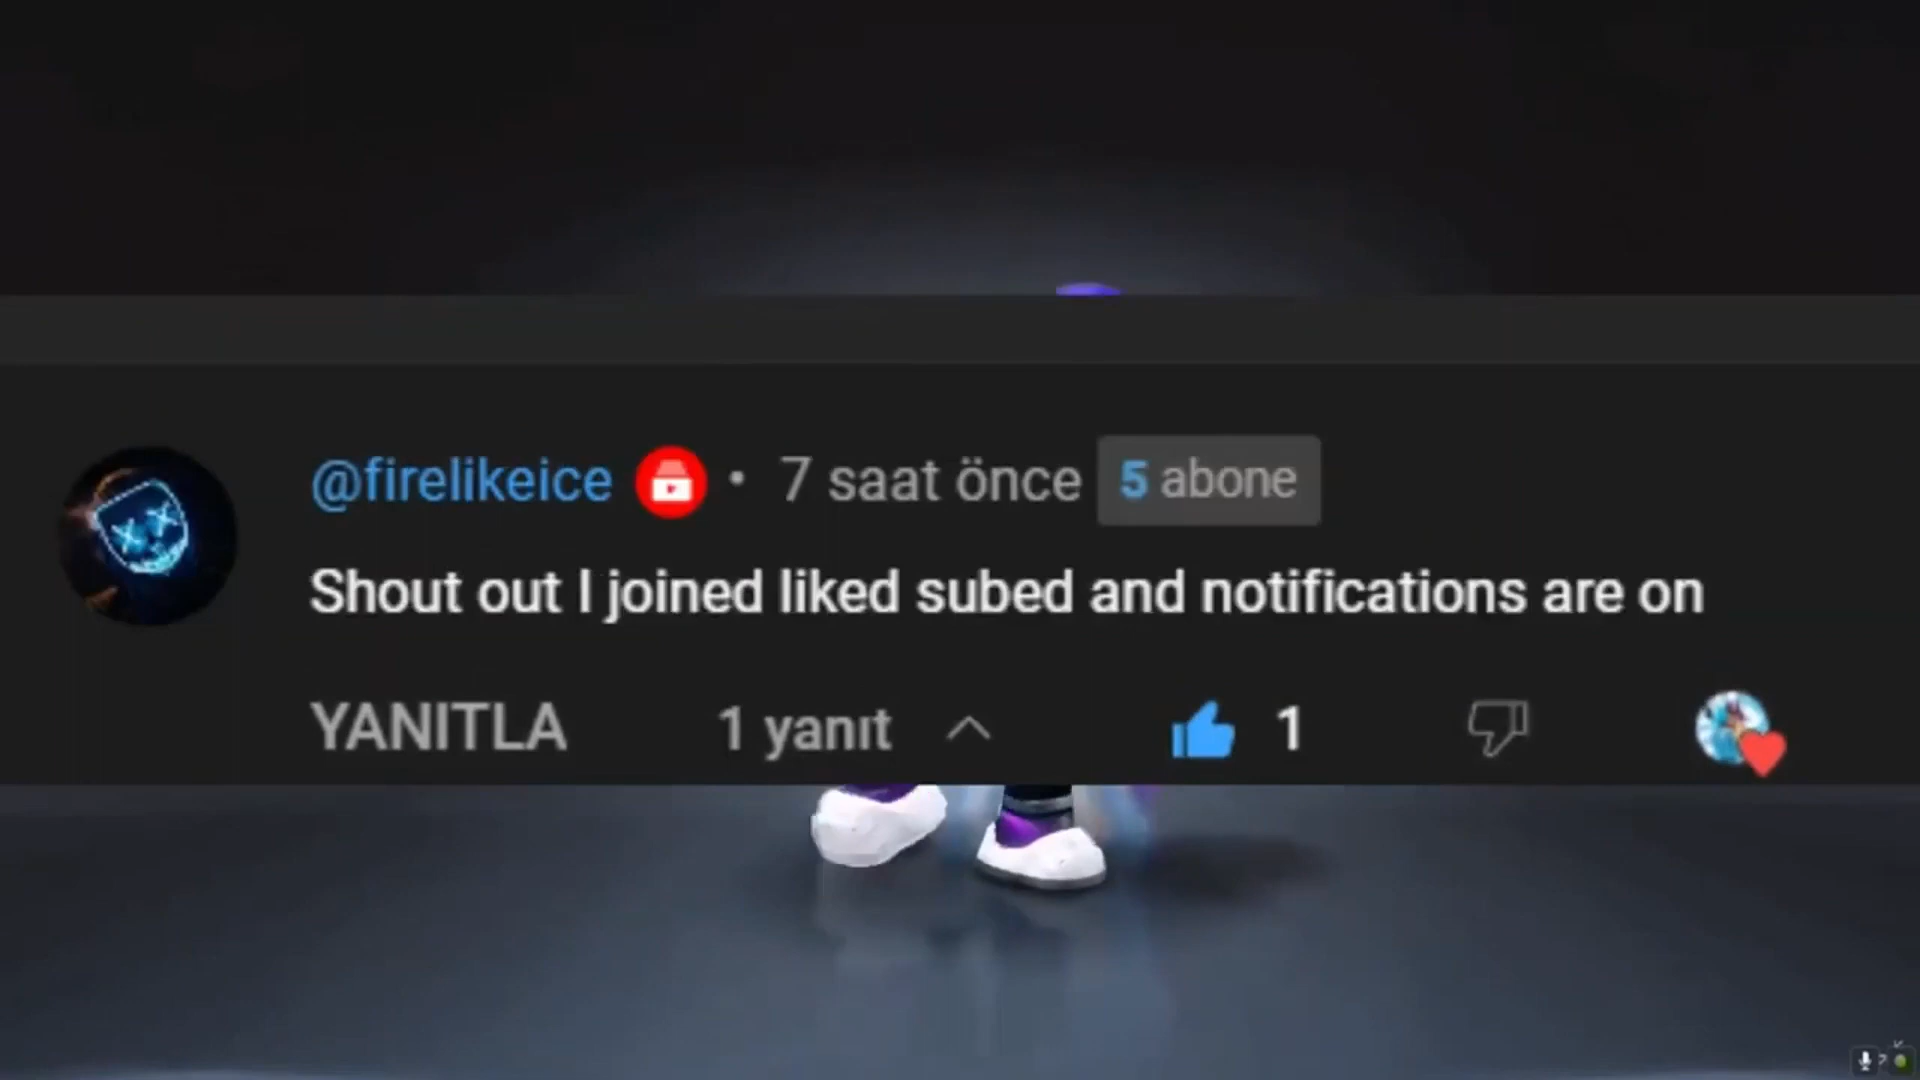 @firelikeice • 7 saat önce 5 abone
Shout out I joined liked subed and notifications are on
YANITLA 1 yanıt 1